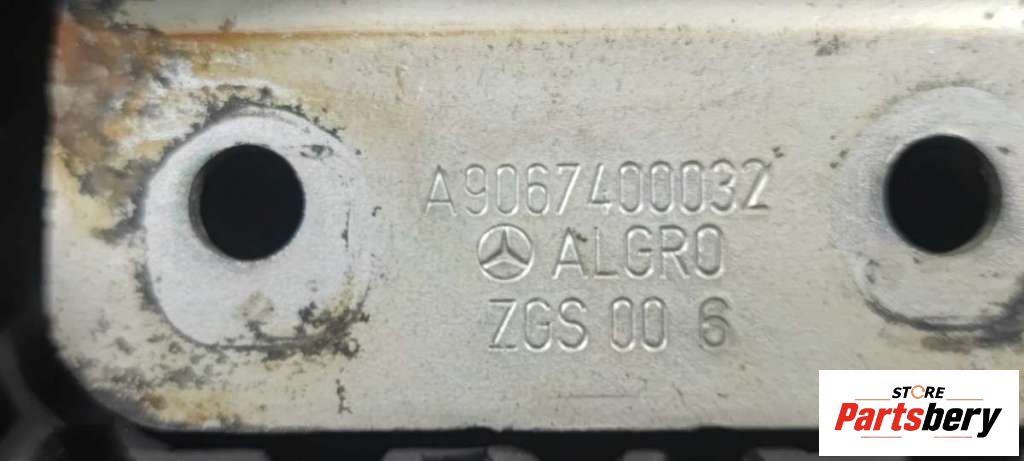 A9067400032
ALGRO
ZGS 00 6
STORE
Partsbery